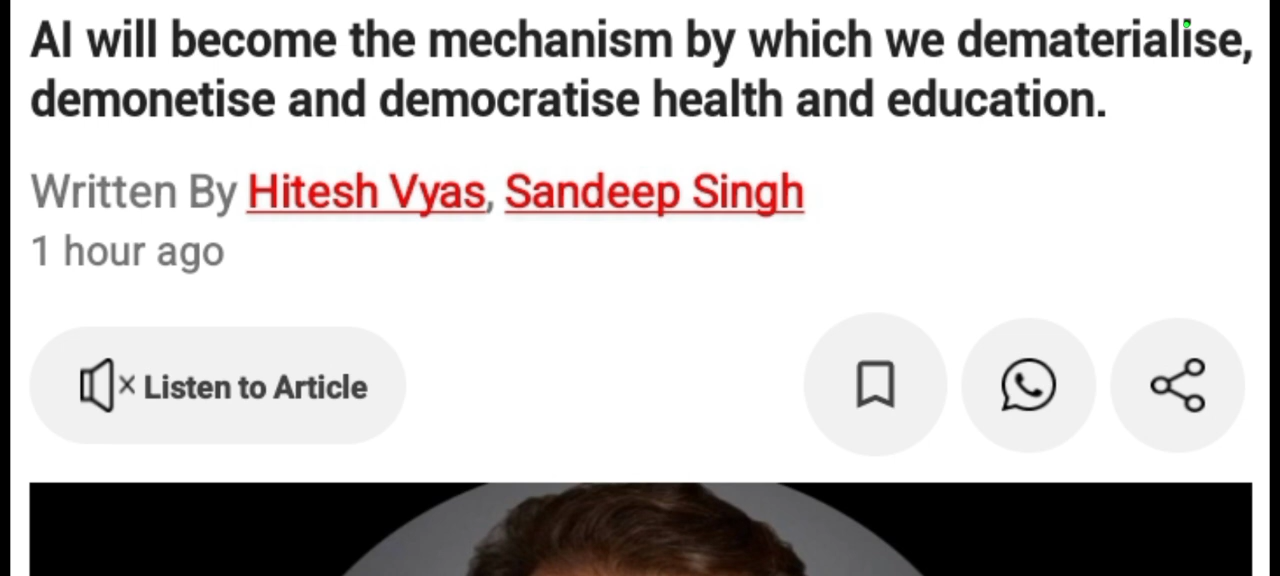 AI will become the mechanism by which we dematerialise,
demonetise and democratise health and education.
Written By Hitesh Vyas, Sandeep Singh
1 hour ago
Listen to Article